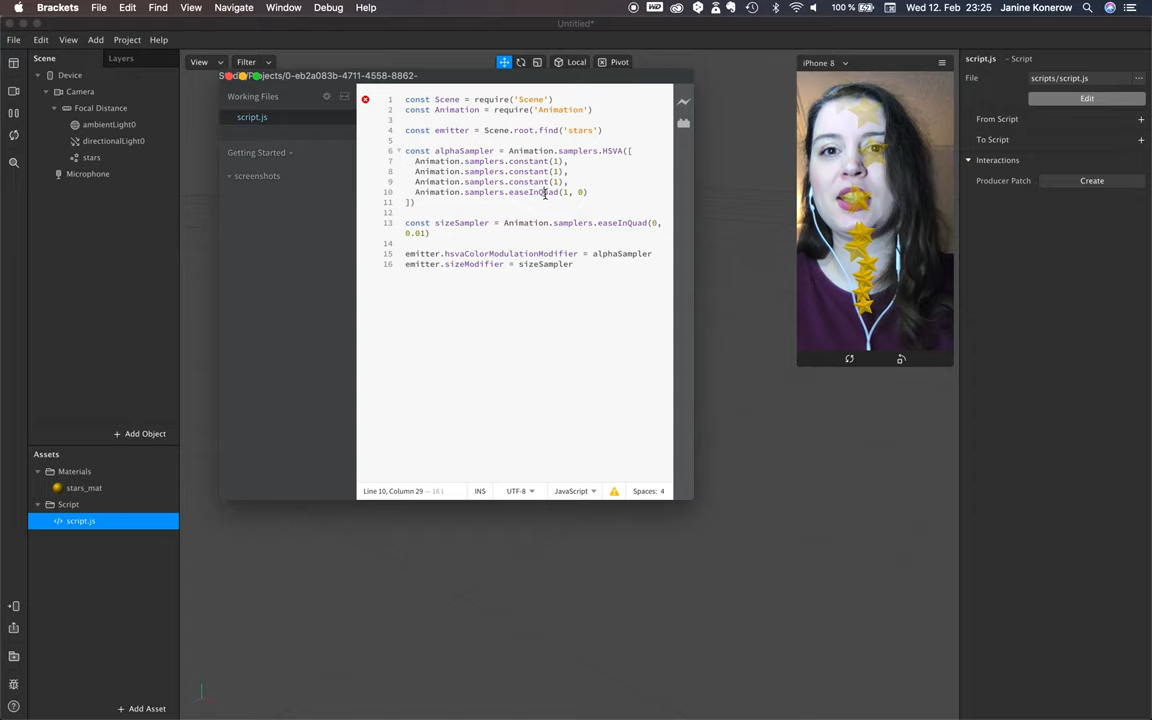 Brackets File Edit Find View Navigate Window Debug Help 100 % Wed 12. Feb 23:25 Janine Konerow
Untitled*
File Edit View Add Project Help
Scene Layers
Device
Camera
Focal Distance
ambientLight0
directionalLight0
stars
Microphone
+ Add Object
Assets
Materials
stars_mat
Script
script.js
+ Add Asset
View Filter Local Pivot
Projects/0-eb2a083b-4711-4558-8862-
Working Files
script.js
Getting Started
screenshots
1 const Scene = require('Scene')
2 const Animation = require('Animation')
3
4 const emitter = Scene.root.find('stars')
5
6 const alphaSampler = Animation.samplers.HSVA([
7 Animation.samplers.constant(1),
8 Animation.samplers.constant(1),
9 Animation.samplers.constant(1),
10 Animation.samplers.easeInQuad(1, 0)
11 ])
12
13 const sizeSampler = Animation.samplers.easeInQuad(0,
0.01)
14
15 emitter.hsvaColorModulationModifier = alphaSampler
16 emitter.sizeModifier = sizeSampler
Line 10, Column 29 INS UTF-8 JavaScript Spaces: 4
iPhone 8
script.js – Script
File scripts/script.js
Edit
From Script +
To Script +
Interactions
Producer Patch Create